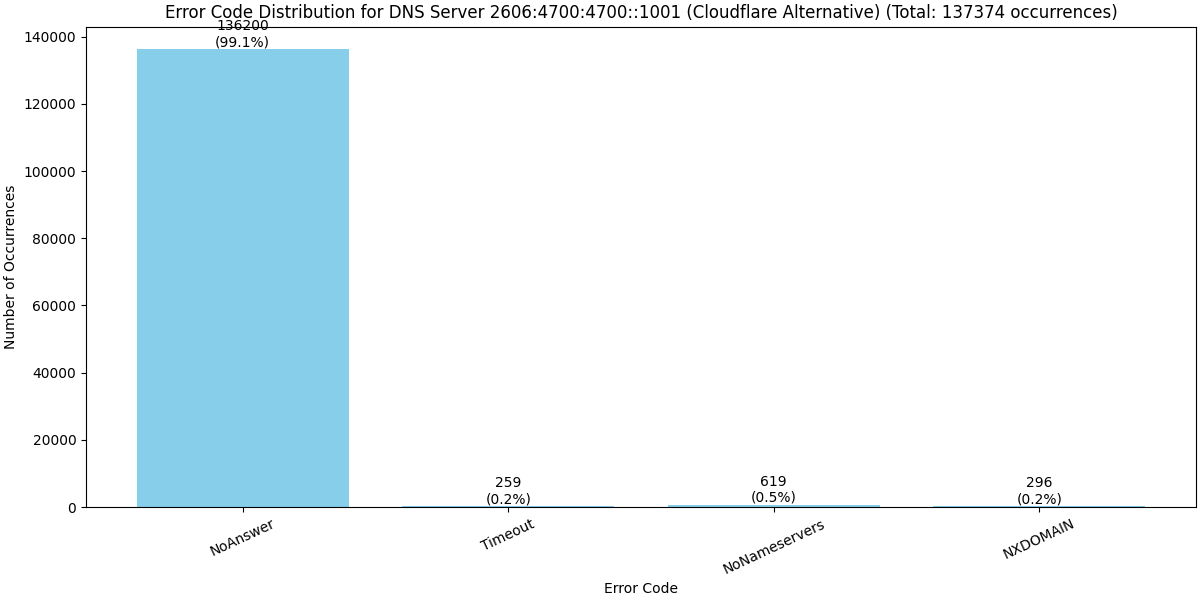 Error Code Distribution for DNS Server 2606:4700:4700::1001 (Cloudflare Alternative) (Total: 137374 occurrences)
136200
(99.1%)
140000
120000
100000
80000
60000
40000
20000
0
Number of Occurrences
259
(0.2%)
619
(0.5%)
296
(0.2%)
NoAnswer
Timeout
NoNameservers
NXDOMAIN
Error Code